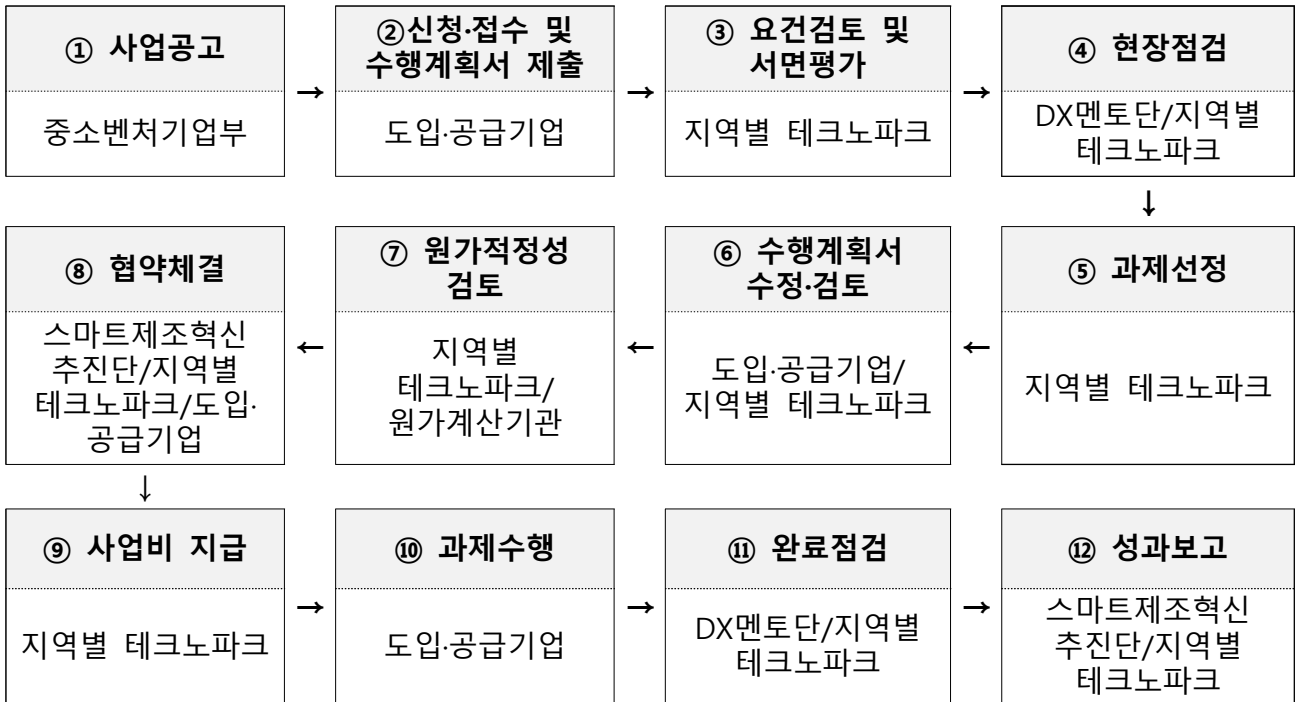 ① 사업공고
중소벤처기업부
→
②신청·접수 및
수행계획서 제출
도입·공급기업
→
③ 요건검토 및
서면평가
지역별 테크노파크
→
④ 현장점검
DX멘토단/지역별
테크노파크
↓
⑤ 과제선정
지역별 테크노파크
←
⑥ 수행계획서
수정·검토
도입·공급기업/
지역별 테크노파크
←
⑦ 원가적정성
검토
지역별
테크노파크/
원가계산기관
←
⑧ 협약체결
스마트제조혁신
추진단/지역별
테크노파크/도입·
공급기업
↓
⑨ 사업비 지급
지역별 테크노파크
→
⑩ 과제수행
도입·공급기업
→
⑪ 완료점검
DX멘토단/지역별
테크노파크
→
⑫ 성과보고
스마트제조혁신
추진단/지역별
테크노파크